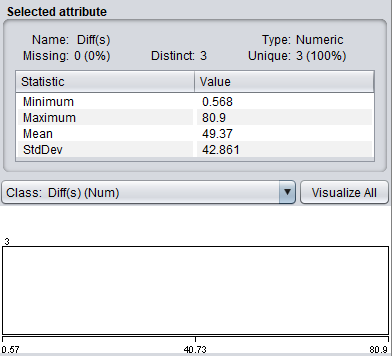 Selected attribute
Name: Diff(s) Type: Numeric
Missing: 0 (0%) Distinct: 3 Unique: 3 (100%)
Statistic Value
Minimum 0.568
Maximum 80.9
Mean 49.37
StdDev 42.861
Class: Diff(s) (Num) Visualize All
3
0.57 40.73 80.9